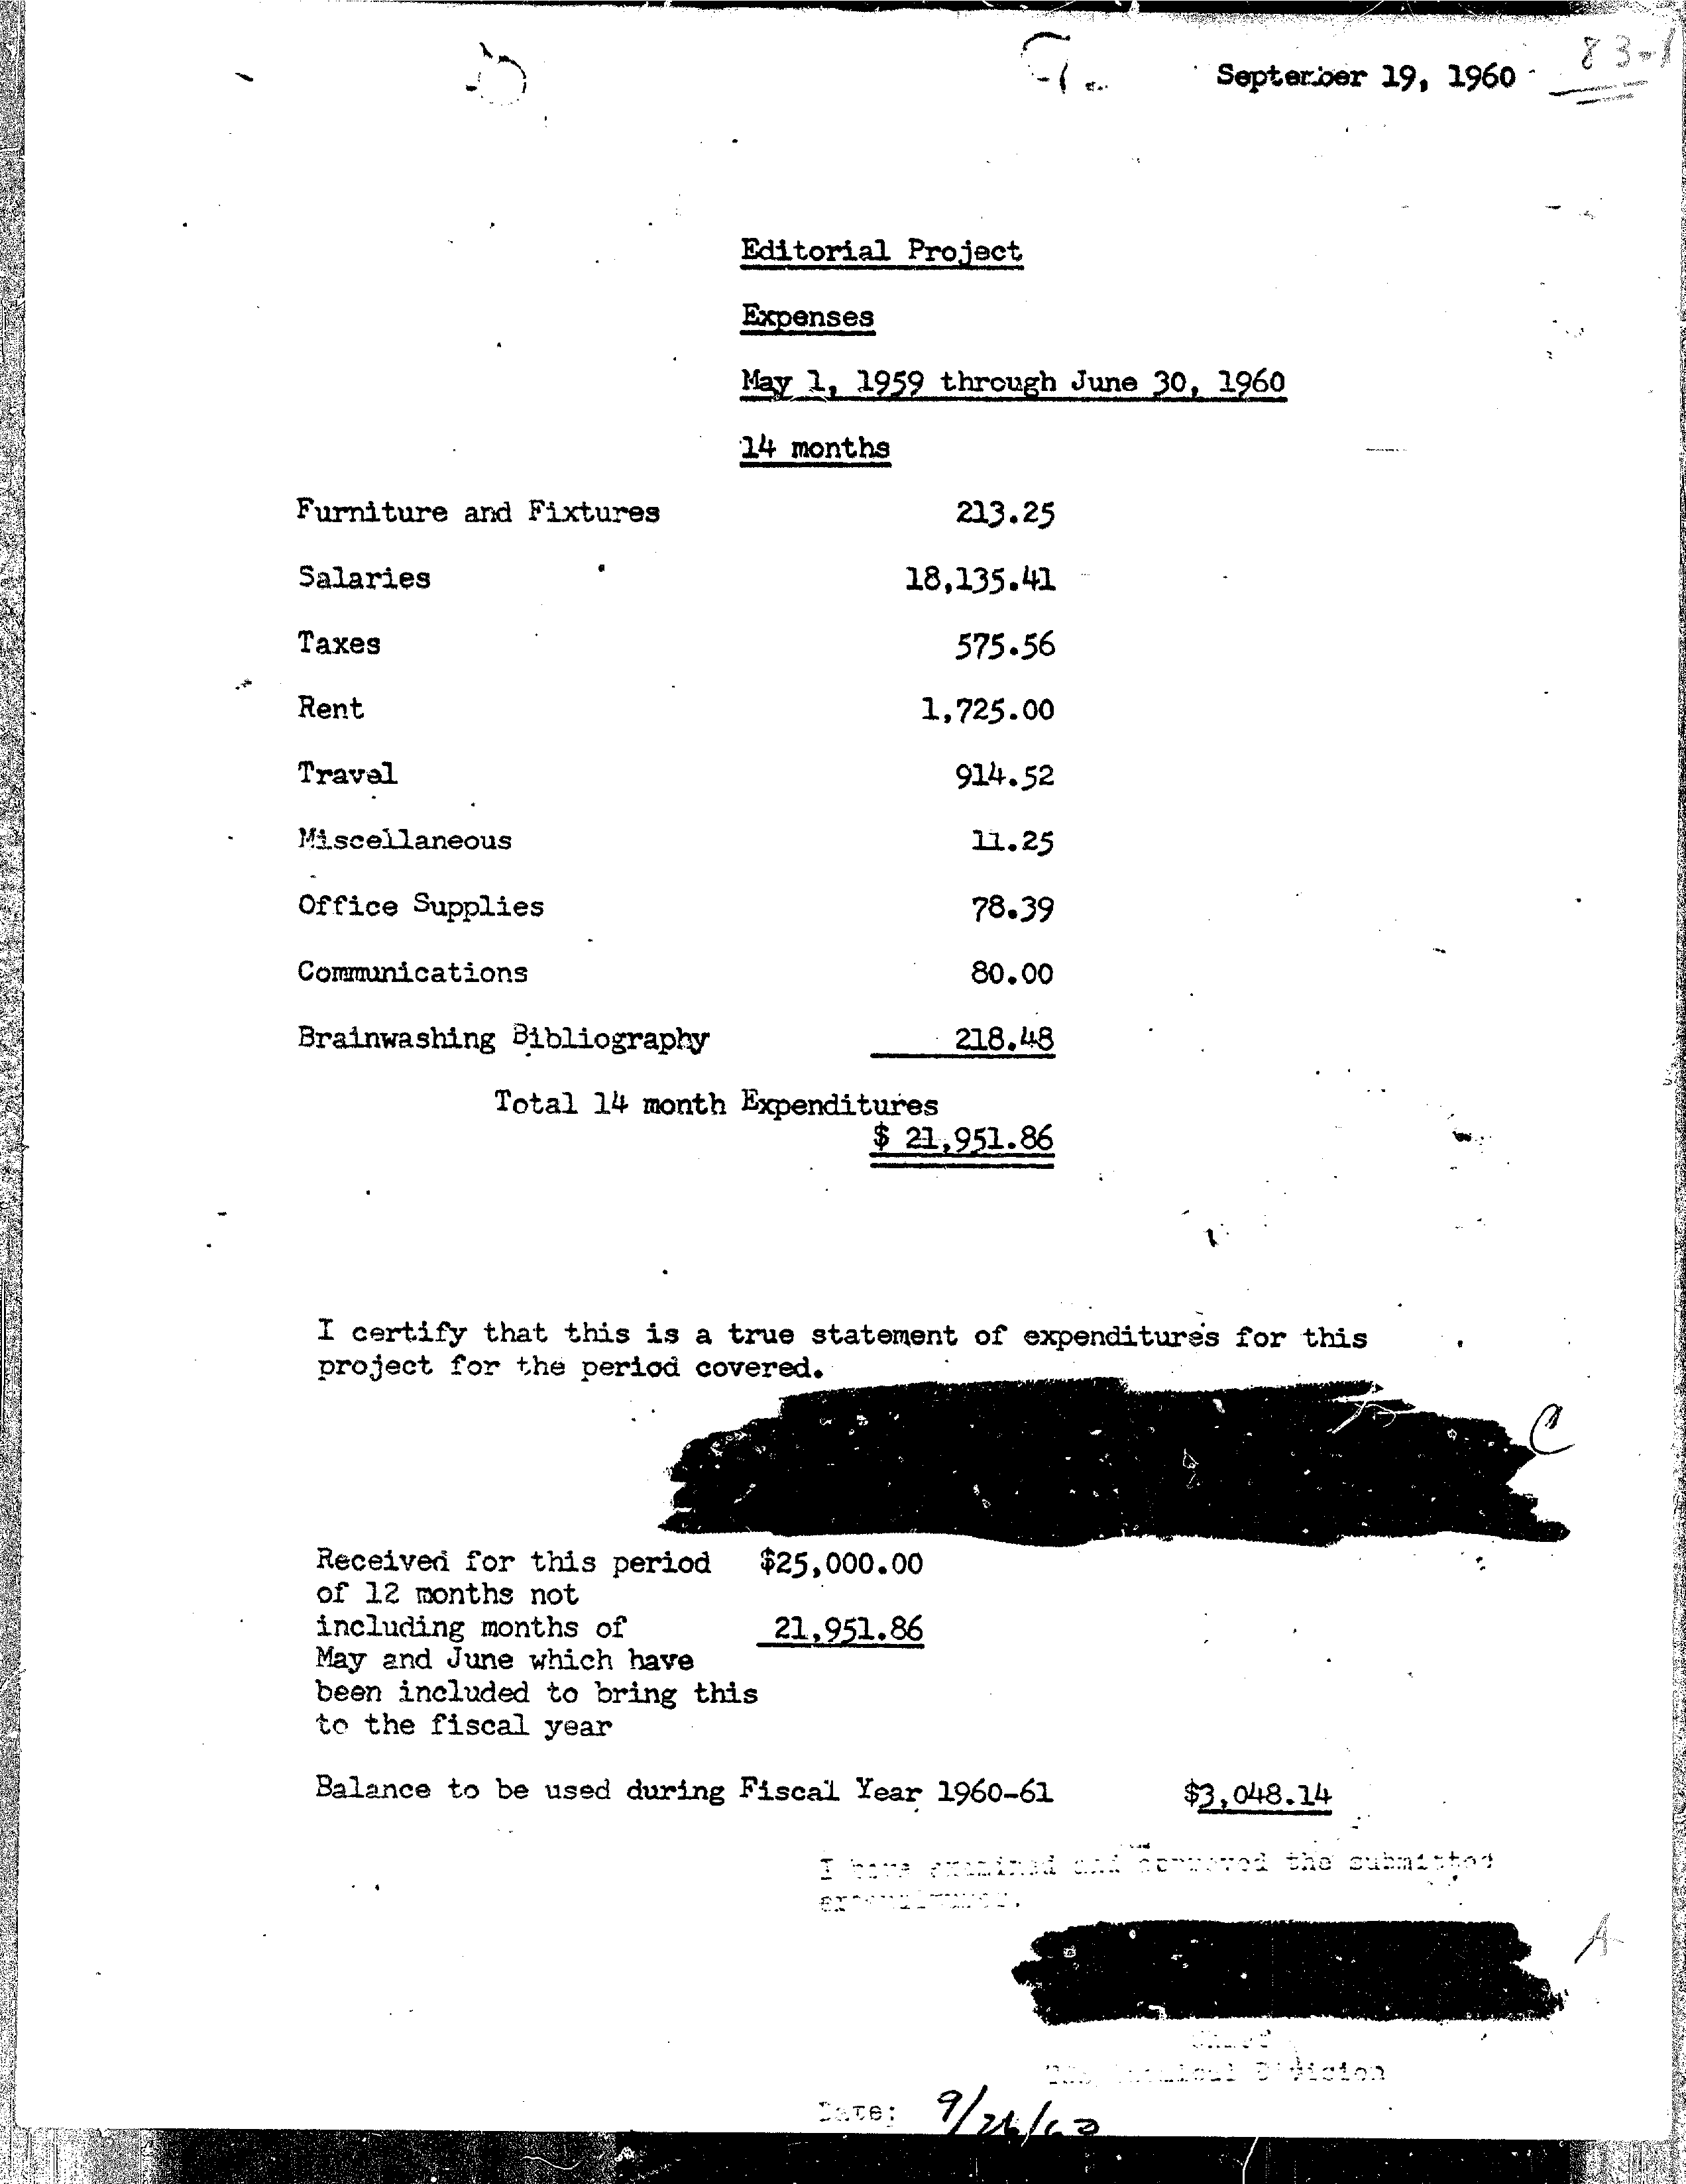 83-1
September 19, 1960
Editorial Project
Expenses
May 1, 1959 through June 30, 1960
14 months
Furniture and Fixtures 213.25
Salaries 18,135.41
Taxes 575.56
Rent 1,725.00
Travel 914.52
Miscellaneous 11.25
Office Supplies 78.39
Communications 80.00
Brainwashing Bibliography 218.48
Total 14 month Expenditures
$ 21,951.86
I certify that this is a true statement of expenditures for this
project for the period covered.
C
Received for this period $25,000.00
of 12 months not
including months of 21,951.86
May and June which have
been included to bring this
to the fiscal year
Balance to be used during Fiscal Year 1960-61 $3,048.14
I have examined and the submitted
A
Division
Date: 9/26/60